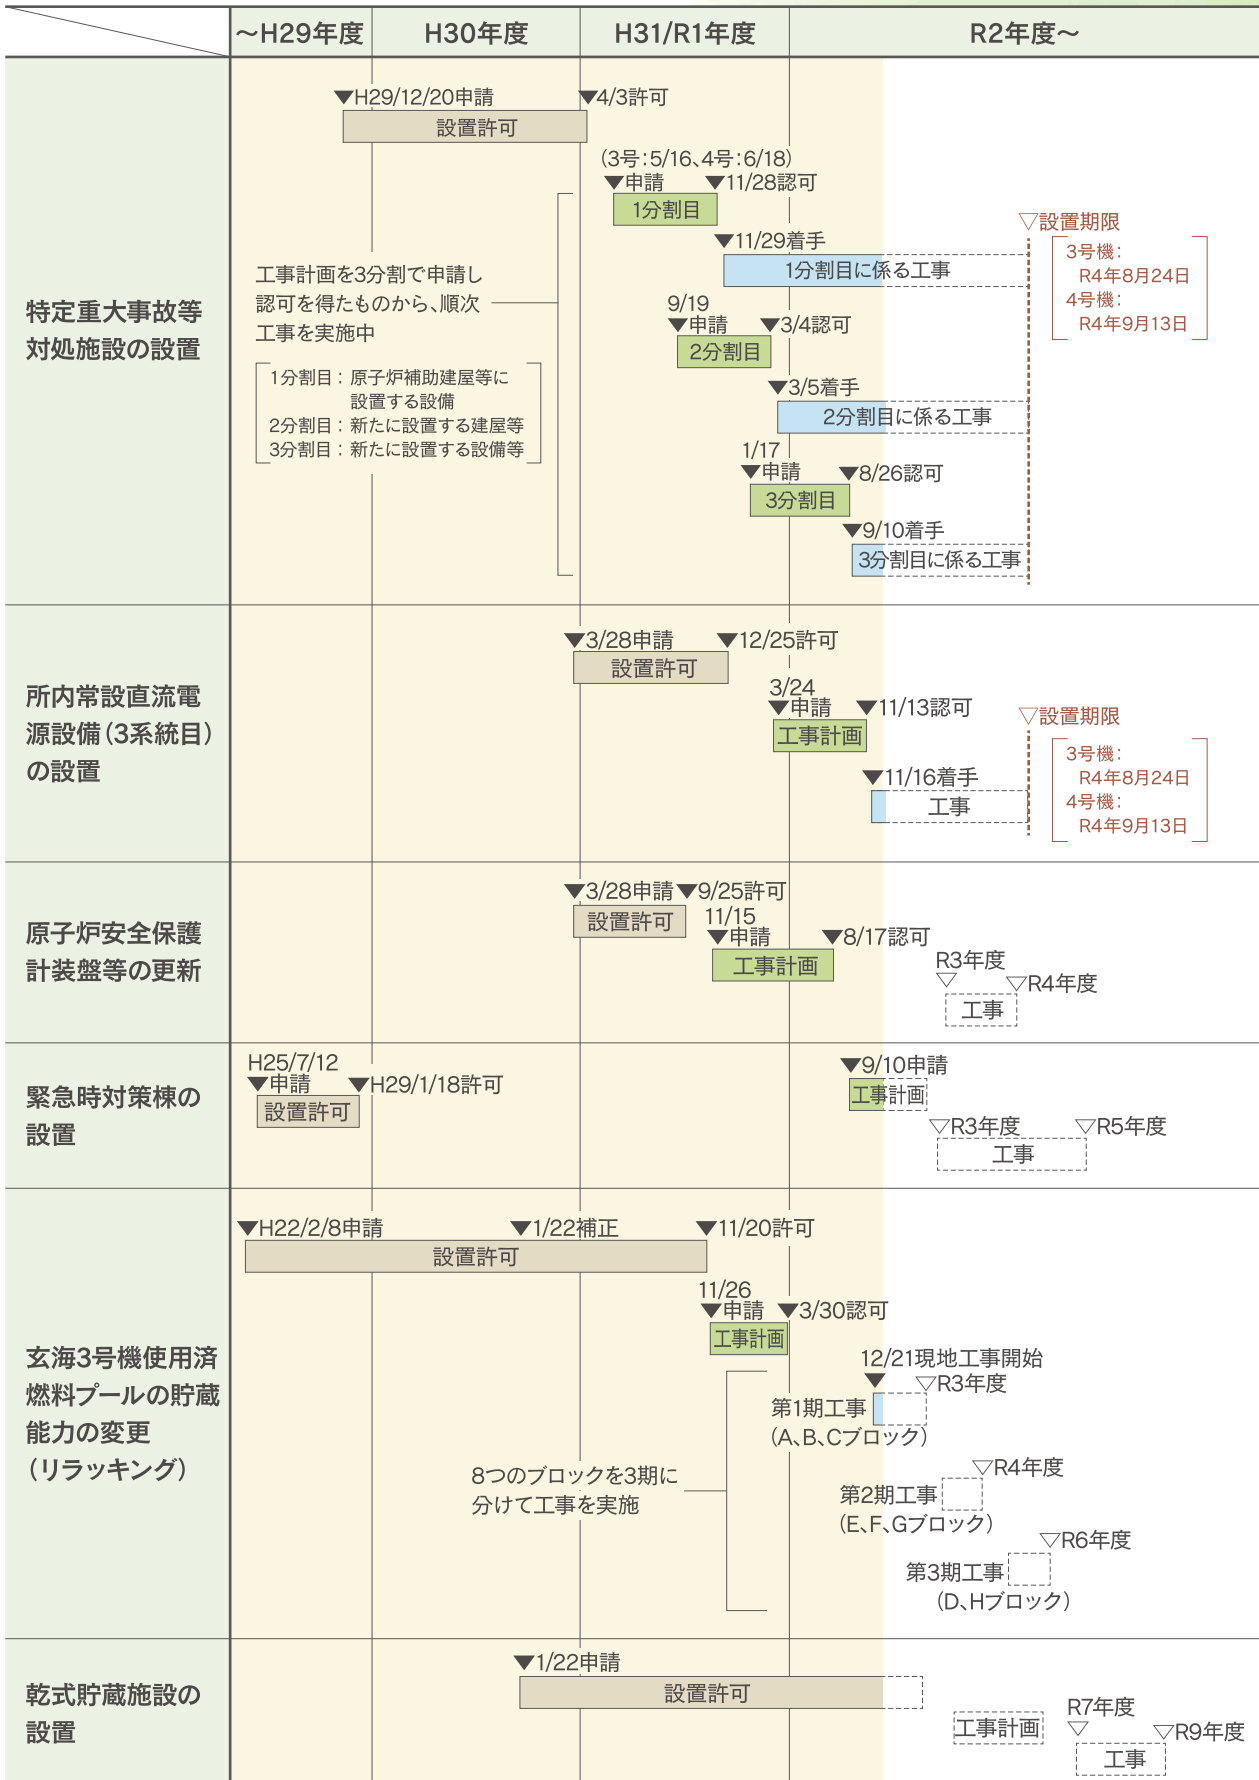 ～H29年度
H30年度
H31/R1年度
R2年度～
特定重大事故等
対処施設の設置
▼H29/12/20申請
▼4/3許可
設置許可
(3号:5/16、4号:6/18)
▼申請
▼11/28認可
1分割目
▼11/29着手
1分割目に係る工事
工事計画を3分割で申請し
認可を得たものから、順次
工事を実施中
1分割目：原子炉補助建屋等に
設置する設備
2分割目：新たに設置する建屋等
3分割目：新たに設置する設備等
9/19
▼申請
▼3/4認可
2分割目
▼3/5着手
2分割目に係る工事
1/17
▼申請
▼8/26認可
3分割目
▼9/10着手
3分割目に係る工事
▽設置期限
3号機：
R4年8月24日
4号機：
R4年9月13日
所内常設直流電
源設備(3系統目)
の設置
▼3/28申請
▼12/25許可
設置許可
3/24
▼申請
▼11/13認可
工事計画
▼11/16着手
工事
▽設置期限
3号機：
R4年8月24日
4号機：
R4年9月13日
原子炉安全保護
計装盤等の更新
▼3/28申請
▼9/25許可
設置許可
11/15
▼申請
▼8/17認可
工事計画
R3年度
▽
▽R4年度
工事
緊急時対策棟の
設置
H25/7/12
▼申請
▼H29/1/18許可
設置許可
▼9/10申請
工事計画
▽R3年度
▽R5年度
工事
玄海3号機使用済
燃料プールの貯蔵
能力の変更
(リラッキング)
▼H22/2/8申請
▼1/22補正
▼11/20許可
設置許可
11/26
▼申請
▼3/30認可
工事計画
8つのブロックを3期に
分けて工事を実施
12/21現地工事開始
▼
▽R3年度
第1期工事
(A、B、Cブロック)
▽R4年度
第2期工事
(E、F、Gブロック)
▽R6年度
第3期工事
(D、Hブロック)
乾式貯蔵施設の
設置
▼1/22申請
設置許可
工事計画
R7年度
▽
▽R9年度
工事